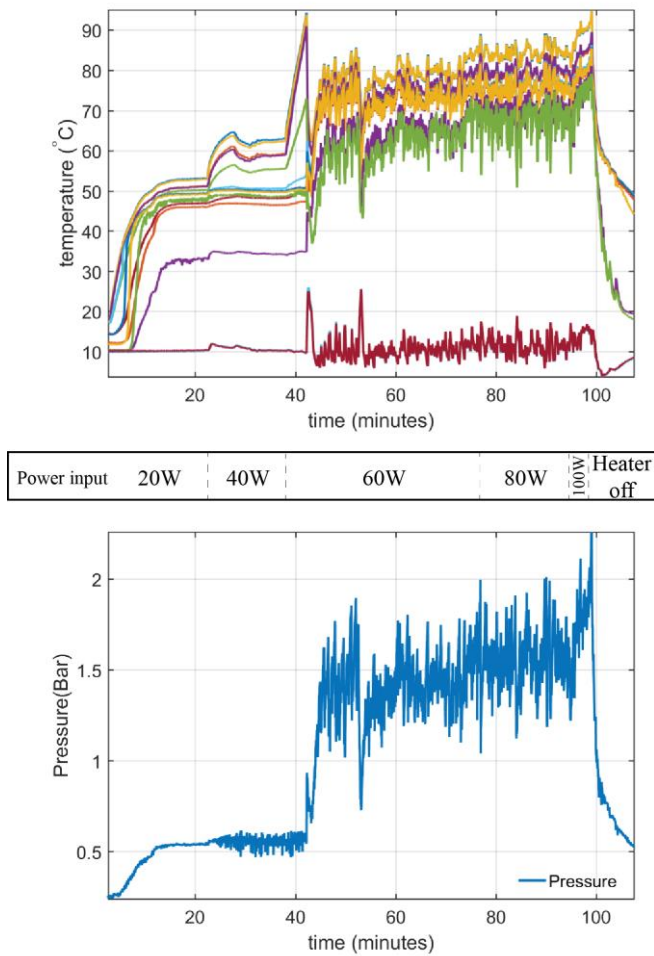 90
80
70
60
50
40
30
20
10
temperature (°C)
20 40 60 80 100
time (minutes)
Power input 20W 40W 60W 80W 100W Heater off
2
1.5
1
0.5
Pressure(Bar)
Pressure
20 40 60 80 100
time (minutes)